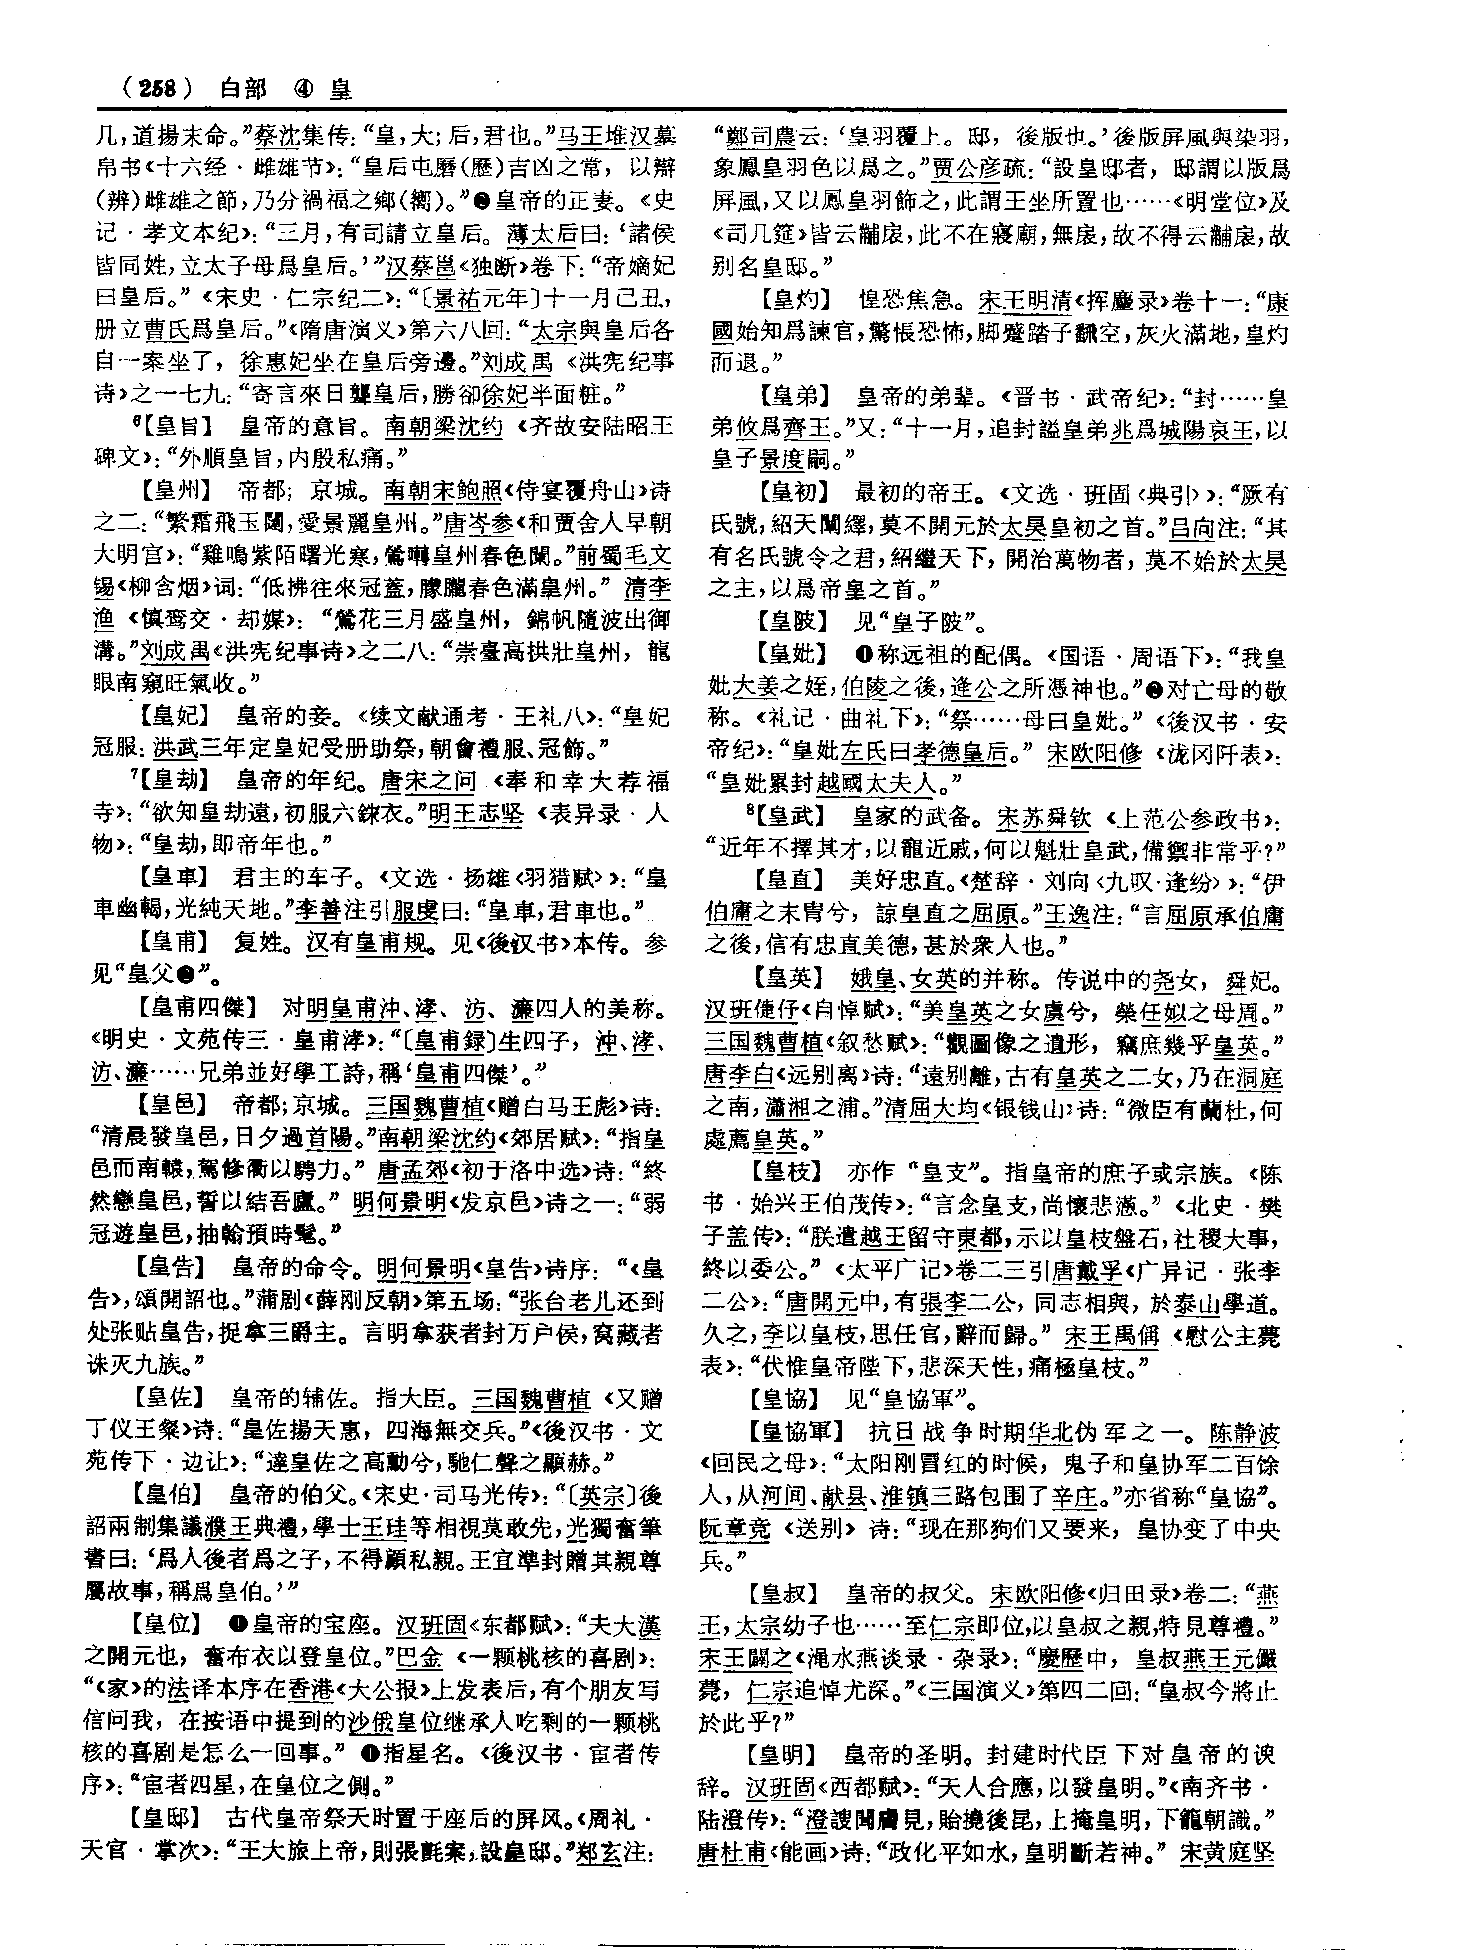 （258） 白部 ④ 皇
几，道揚末命。”蔡沈集传：“皇，大；后，君也。”马王堆汉墓
帛书《十六经·雌雄节》：“皇后屯磿(歷)吉凶之常，以辩
(辨)雌雄之節，乃分禍福之鄉(嚮)。”❷皇帝的正妻。《史
记·孝文本纪》：“三月，有司請立皇后。薄太后曰：‘諸侯
皆同姓，立太子母爲皇后。’”汉蔡邕《独断》卷下：“帝嫡妃
曰皇后。”《宋史·仁宗纪二》：“〔景祐元年〕十一月己丑，
册立曹氏爲皇后。”《隋唐演义》第六八回：“太宗與皇后各
自一案坐了，徐惠妃坐在皇后旁邊。”刘成禺《洪宪纪事
诗》之一七九：“寄言來日聾皇后，勝卻徐妃半面粧。”
⁶【皇旨】 皇帝的意旨。南朝梁沈约《齐故安陆昭王
碑文》：“外順皇旨，内殷私痛。”
【皇州】 帝都；京城。南朝宋鲍照《侍宴覆舟山》诗
之二：“繁霜飛玉闥，愛景麗皇州。”唐岑参《和贾舍人早朝
大明宫》：“雞鳴紫陌曙光寒，鶯囀皇州春色闌。”前蜀毛文
锡《柳含烟》词：“低拂往來冠蓋，朦朧春色滿皇州。”清李
渔《慎鸾交·却媒》：“鶯花三月盛皇州，錦帆隨波出御
溝。”刘成禺《洪宪纪事诗》之二八：“崇臺高拱壯皇州，龍
眼南窺旺氣收。”
【皇妃】 皇帝的妾。《续文献通考·王礼八》：“皇妃
冠服：洪武三年定皇妃受册助祭，朝會禮服、冠飾。”
⁷【皇劫】 皇帝的年纪。唐宋之问《奉和幸大荐福
寺》：“欲知皇劫遠，初服六銖衣。”明王志坚《表异录·人
物》：“皇劫，即帝年也。”
【皇車】 君主的车子。《文选·扬雄〈羽猎赋〉》：“皇
車幽輵，光純天地。”李善注引服虔曰：“皇車，君車也。”
【皇甫】 复姓。汉有皇甫规。见《後汉书》本传。参
见“皇父❷”。
【皇甫四傑】 对明皇甫沖、涍、汸、濂四人的美称。
《明史·文苑传三·皇甫涍》：“〔皇甫録〕生四子，沖、涍、
汸、濂……兄弟並好學工詩，稱‘皇甫四傑’。”
【皇邑】 帝都；京城。三国魏曹植《赠白马王彪》诗：
“清晨發皇邑，日夕過首陽。”南朝梁沈约《郊居赋》：“指皇
邑而南轅，駕修衢以騁力。”唐孟郊《初于洛中选》诗：“終
然戀皇邑，誓以結吾廬。”明何景明《发京邑》诗之一：“弱
冠遊皇邑，抽翰預時髦。”
【皇告】 皇帝的命令。明何景明《皇告》诗序：“《皇
告》，頌開詔也。”蒲剧《薛刚反朝》第五场：“张台老儿还到
处张贴皇告，捉拿三爵主。言明拿获者封万户侯，窝藏者
诛灭九族。”
【皇佐】 皇帝的辅佐。指大臣。三国魏曹植《又赠
丁仪王粲》诗：“皇佐揚天惠，四海無交兵。”《後汉书·文
苑传下·边让》：“達皇佐之高勳兮，馳仁聲之顯赫。”
【皇伯】 皇帝的伯父。《宋史·司马光传》：“〔英宗〕後
詔兩制集議濮王典禮，學士王珪等相視莫敢先，光獨奮筆
書曰：‘爲人後者爲之子，不得顧私親。王宜準封贈期親尊
屬故事，稱爲皇伯。’”
【皇位】 ❶皇帝的宝座。汉班固《东都赋》：“夫大漢
之開元也，奮布衣以登皇位。”巴金《一颗桃核的喜剧》：
“《家》的法译本序在香港《大公报》上发表后，有个朋友写
信问我，在按语中提到的沙俄皇位继承人吃剩的一颗桃
核的喜剧是怎么一回事。”❶指星名。《後汉书·宦者传
序》：“宦者四星，在皇位之側。”
【皇邸】 古代皇帝祭天时置于座后的屏风。《周礼·
天官·掌次》：“王大旅上帝，則張氈案，設皇邸。”郑玄注：
“鄭司農云：‘皇羽覆上。邸，後版也。’後版屏風與染羽，
象鳳皇羽色以爲之。”贾公彦疏：“設皇邸者，邸謂以版爲
屏風，又以鳳皇羽飾之，此謂王坐所置也……《明堂位》及
《司几筵》皆云黼扆，此不在寢廟，無扆，故不得云黼扆，故
别名皇邸。”
【皇灼】 惶恐焦急。宋王明清《挥麈录》卷十一：“康
國始知爲諫官，驚悵恐怖，脚蹙踏子飜空，灰火滿地，皇灼
而退。”
【皇弟】 皇帝的弟辈。《晋书·武帝纪》：“封……皇
弟攸爲齊王。”又：“十一月，追封謚皇弟兆爲城陽哀王，以
皇子景度嗣。”
【皇初】 最初的帝王。《文选·班固〈典引〉》：“厥有
氏號，紹天闡繹，莫不開元於太昊皇初之首。”吕向注：“其
有名氏號令之君，紹繼天下，開治萬物者，莫不始於太昊
之主，以爲帝皇之首。”
【皇陂】 见“皇子陂”。
【皇妣】 ❶称远祖的配偶。《国语·周语下》：“我皇
妣大姜之姪，伯陵之後，逄公之所憑神也。”❷对亡母的敬
称。《礼记·曲礼下》：“祭……母曰皇妣。”《後汉书·安
帝纪》：“皇妣左氏曰孝德皇后。”宋欧阳修《泷冈阡表》：
“皇妣累封越國太夫人。”
⁸【皇武】 皇家的武备。宋苏舜钦《上范公参政书》：
“近年不擇其才，以寵近戚，何以魁壯皇武，備禦非常乎？”
【皇直】 美好忠直。《楚辞·刘向〈九叹·逢纷〉》：“伊
伯庸之末胄兮，諒皇直之屈原。”王逸注：“言屈原承伯庸
之後，信有忠直美德，甚於衆人也。”
【皇英】 娥皇、女英的并称。传说中的尧女，舜妃。
汉班倢伃《自悼赋》：“美皇英之女虞兮，榮任姒之母周。”
三国魏曹植《叙愁赋》：“觀圖像之遺形，竊庶幾乎皇英。”
唐李白《远别离》诗：“遠别離，古有皇英之二女，乃在洞庭
之南，瀟湘之浦。”清屈大均《银钱山》诗：“微臣有蘭杜，何
處薦皇英。”
【皇枝】 亦作“皇支”。指皇帝的庶子或宗族。《陈
书·始兴王伯茂传》：“言念皇支，尚懷悲懣。”《北史·樊
子盖传》：“朕遣越王留守東都，示以皇枝盤石，社稷大事，
終以委公。”《太平广记》卷二三引唐戴孚《广异记·张李
二公》：“唐開元中，有張李二公，同志相與，於泰山學道。
久之，李以皇枝，思任官，辭而歸。”宋王禹偁《慰公主薨
表》：“伏惟皇帝陛下，悲深天性，痛極皇枝。”
【皇協】 见“皇協軍”。
【皇協軍】 抗日战争时期华北伪军之一。陈静波
《回民之母》：“太阳刚冒红的时候，鬼子和皇协军二百馀
人，从河间、献县、淮镇三路包围了辛庄。”亦省称“皇協”。
阮章竞《送别》诗：“现在那狗们又要来，皇协变了中央
兵。”
【皇叔】 皇帝的叔父。宋欧阳修《归田录》卷二：“燕
王，太宗幼子也……至仁宗即位，以皇叔之親，特見尊禮。”
宋王闢之《渑水燕谈录·杂录》：“慶歷中，皇叔燕王元儼
薨，仁宗追悼尤深。”《三国演义》第四二回：“皇叔今將止
於此乎？”
【皇明】 皇帝的圣明。封建时代臣下对皇帝的谀
辞。汉班固《西都赋》：“天人合應，以發皇明。”《南齐书·
陆澄传》：“澄謏聞膚見，貽撓後昆，上掩皇明，下籠朝識。”
唐杜甫《能画》诗：“政化平如水，皇明斷若神。”宋黄庭坚